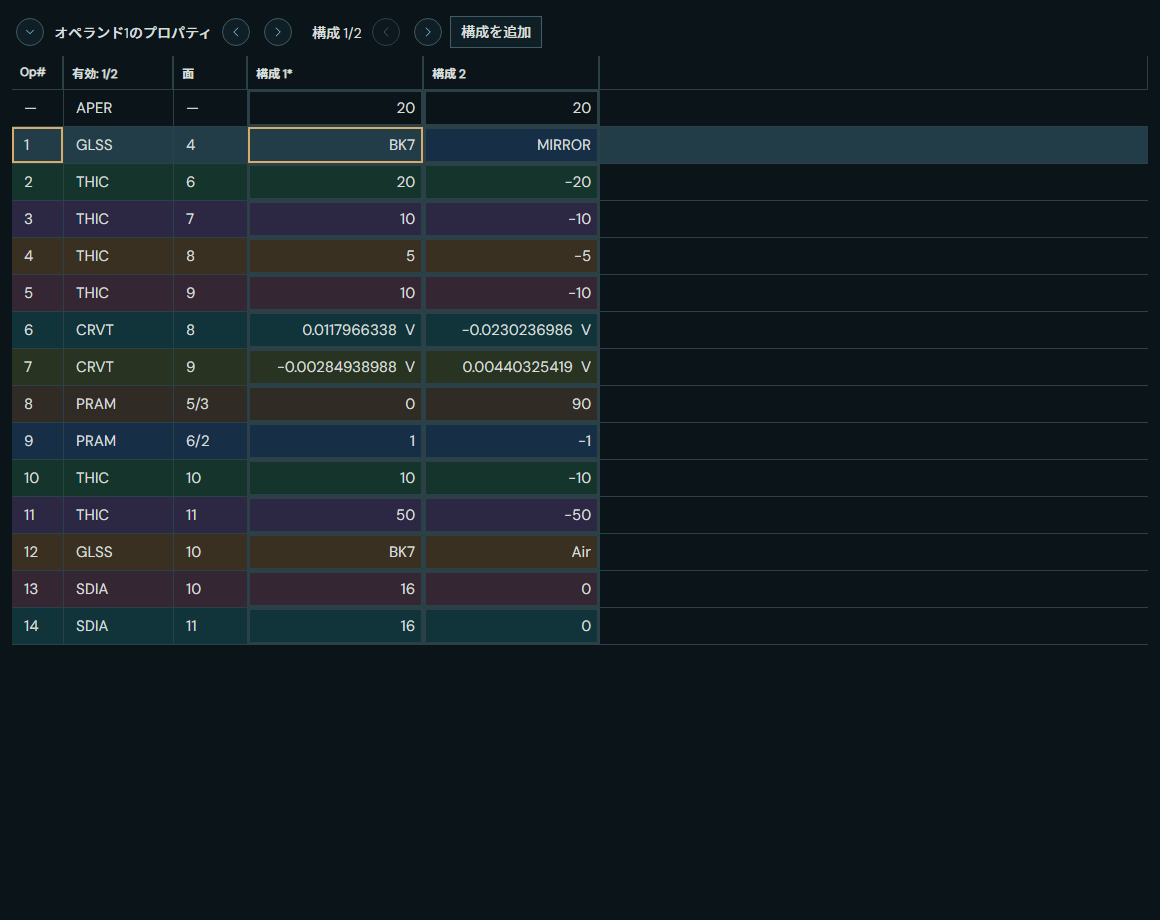 オペランド1のプロパティ 構成 1/2 構成を追加
Op# 有効: 1/2 面 構成 1* 構成 2
— APER — 20 20
1 GLSS 4 BK7 MIRROR
2 THIC 6 20 -20
3 THIC 7 10 -10
4 THIC 8 5 -5
5 THIC 9 10 -10
6 CRVT 8 0.0117966338 V -0.0230236986 V
7 CRVT 9 -0.00284938988 V 0.00440325419 V
8 PRAM 5/3 0 90
9 PRAM 6/2 1 -1
10 THIC 10 10 -10
11 THIC 11 50 -50
12 GLSS 10 BK7 Air
13 SDIA 10 16 0
14 SDIA 11 16 0